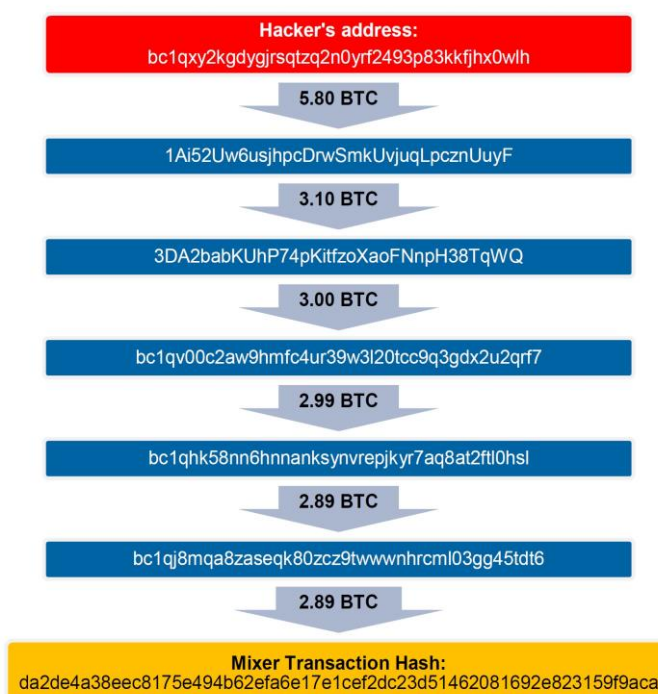 Hacker's address:
bc1qxy2kgdygjrsqtzq2n0yrf2493p83kkfjhx0wlh
5.80 BTC
1Ai52Uw6usjhpcDrwSmkUvjuqLpcznUuyF
3.10 BTC
3DA2babKUhP74pKitfzoXaoFNnpH38TqWQ
3.00 BTC
bc1qv00c2aw9hmfc4ur39w3l20tcc9q3gdx2u2qrf7
2.99 BTC
bc1qhk58nn6hnnanksynvrepjkyr7aq8at2ftl0hsl
2.89 BTC
bc1qj8mqa8zaseqk80zcz9twwwnhrcml03gg45tdt6
2.89 BTC
Mixer Transaction Hash:
da2de4a38eec8175e494b62efa6e17e1cef2dc23d51462081692e823159f9aca